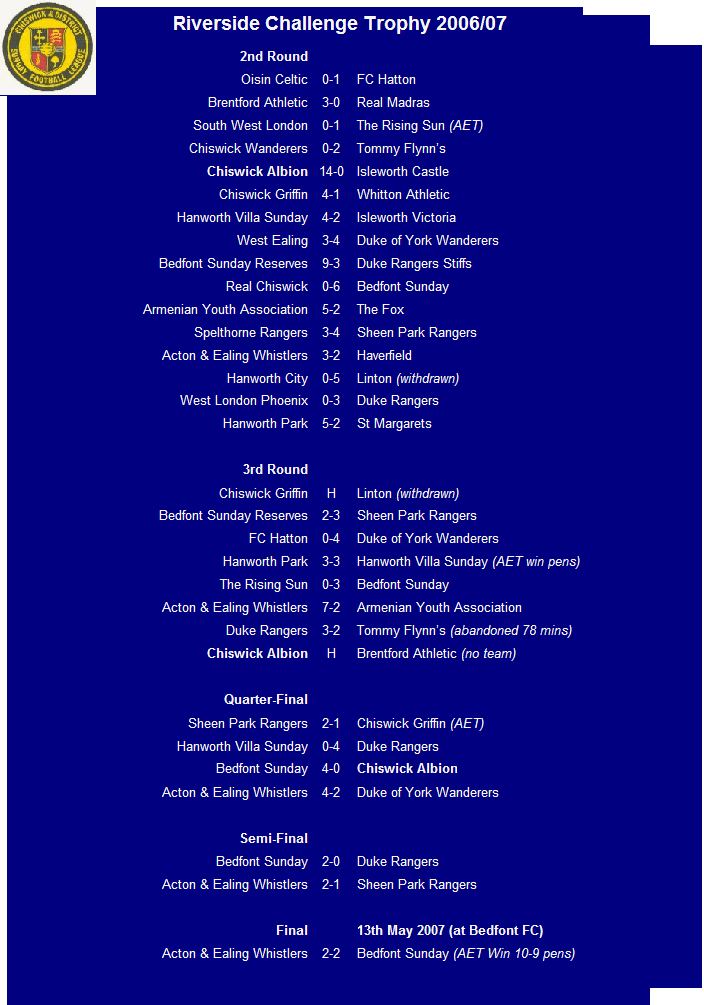 CHISWICK & DISTRICT
SUNDAY FOOTBALL LEAGUE
Riverside Challenge Trophy 2006/07
2nd Round
Oisin Celtic 0-1 FC Hatton
Brentford Athletic 3-0 Real Madras
South West London 0-1 The Rising Sun (AET)
Chiswick Wanderers 0-2 Tommy Flynn's
Chiswick Albion 14-0 Isleworth Castle
Chiswick Griffin 4-1 Whitton Athletic
Hanworth Villa Sunday 4-2 Isleworth Victoria
West Ealing 3-4 Duke of York Wanderers
Bedfont Sunday Reserves 9-3 Duke Rangers Stiffs
Real Chiswick 0-6 Bedfont Sunday
Armenian Youth Association 5-2 The Fox
Spelthorne Rangers 3-4 Sheen Park Rangers
Acton & Ealing Whistlers 3-2 Haverfield
Hanworth City 0-5 Linton (withdrawn)
West London Phoenix 0-3 Duke Rangers
Hanworth Park 5-2 St Margarets
3rd Round
Chiswick Griffin H Linton (withdrawn)
Bedfont Sunday Reserves 2-3 Sheen Park Rangers
FC Hatton 0-4 Duke of York Wanderers
Hanworth Park 3-3 Hanworth Villa Sunday (AET win pens)
The Rising Sun 0-3 Bedfont Sunday
Acton & Ealing Whistlers 7-2 Armenian Youth Association
Duke Rangers 3-2 Tommy Flynn's (abandoned 78 mins)
Chiswick Albion H Brentford Athletic (no team)
Quarter-Final
Sheen Park Rangers 2-1 Chiswick Griffin (AET)
Hanworth Villa Sunday 0-4 Duke Rangers
Bedfont Sunday 4-0 Chiswick Albion
Acton & Ealing Whistlers 4-2 Duke of York Wanderers
Semi-Final
Bedfont Sunday 2-0 Duke Rangers
Acton & Ealing Whistlers 2-1 Sheen Park Rangers
Final 13th May 2007 (at Bedfont FC)
Acton & Ealing Whistlers 2-2 Bedfont Sunday (AET Win 10-9 pens)